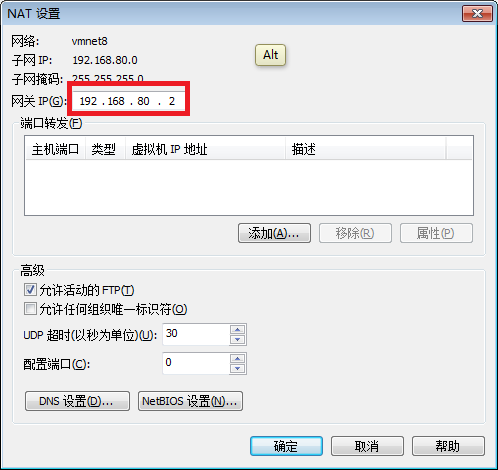 NAT 设置
网络: vmnet8
子网 IP: 192.168.80.0
Alt
子网掩码: 255.255.255.0
网关 IP(G): 192 . 168 . 80 . 2
端口转发(F)
主机端口 类型 虚拟机 IP 地址 描述
添加(A)... 移除(R) 属性(P)
高级
允许活动的 FTP(T)
允许任何组织唯一标识符(O)
UDP 超时(以秒为单位)(U): 30
配置端口(C): 0
DNS 设置(D)... NetBIOS 设置(N)...
确定 取消 帮助